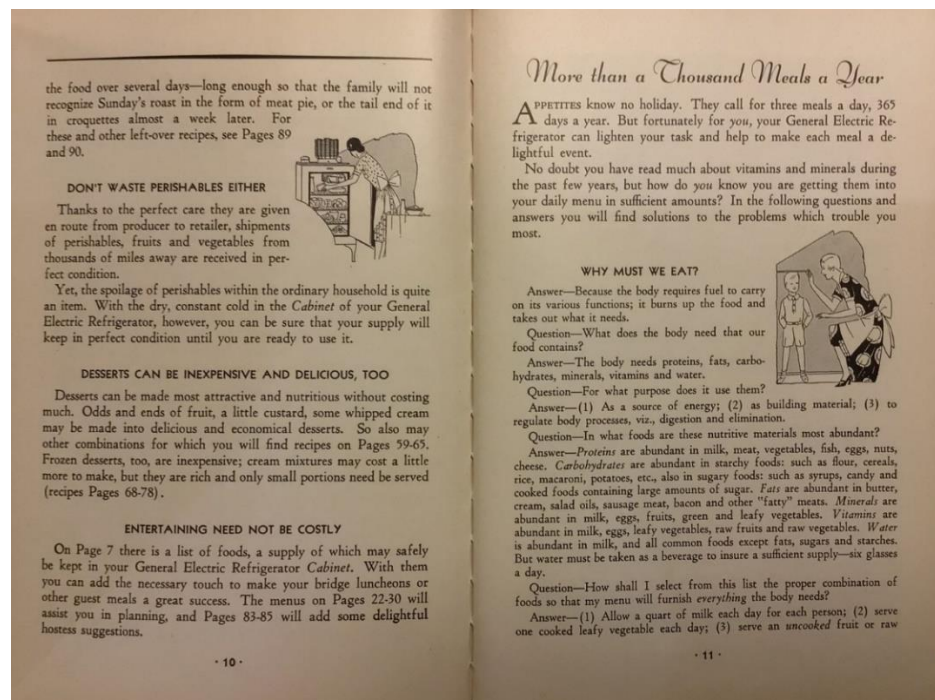 the food over several days—long enough so that the family will not
recognize Sunday's roast in the form of meat pie, or the tail end of it
in croquettes almost a week later. For
these and other left-over recipes, see Pages 89
and 90.
DON'T WASTE PERISHABLES EITHER
Thanks to the perfect care they are given
en route from producer to retailer, shipments
of perishables, fruits and vegetables from
thousands of miles away are received in per-
fect condition.
Yet, the spoilage of perishables within the ordinary household is quite
an item. With the dry, constant cold in the Cabinet of your General
Electric Refrigerator, however, you can be sure that your supply will
keep in perfect condition until you are ready to use it.
DESSERTS CAN BE INEXPENSIVE AND DELICIOUS, TOO
Desserts can be made most attractive and nutritious without costing
much. Odds and ends of fruit, a little custard, some whipped cream
may be made into delicious and economical desserts. So also may
other combinations for which you will find recipes on Pages 59-65.
Frozen desserts, too, are inexpensive; cream mixtures may cost a little
more to make, but they are rich and only small portions need be served
(recipes Pages 68-78).
ENTERTAINING NEED NOT BE COSTLY
On Page 7 there is a list of foods, a supply of which may safely
be kept in your General Electric Refrigerator Cabinet. With them
you can add the necessary touch to make your bridge luncheons or
other guest meals a great success. The menus on Pages 22-30 will
assist you in planning, and Pages 83-85 will add some delightful
hostess suggestions.
· 10 ·
More than a Thousand Meals a Year
APPETITES know no holiday. They call for three meals a day, 365
days a year. But fortunately for you, your General Electric Re-
frigerator can lighten your task and help to make each meal a de-
lightful event.
No doubt you have read much about vitamins and minerals during
the past few years, but how do you know you are getting them into
your daily menu in sufficient amounts? In the following questions and
answers you will find solutions to the problems which trouble you
most.
WHY MUST WE EAT?
Answer—Because the body requires fuel to carry
on its various functions; it burns up the food and
takes out what it needs.
Question—What does the body need that our
food contains?
Answer—The body needs proteins, fats, carbo-
hydrates, minerals, vitamins and water.
Question—For what purpose does it use them?
Answer—(1) As a source of energy; (2) as building material; (3) to
regulate body processes, viz., digestion and elimination.
Question—In what foods are these nutritive materials most abundant?
Answer—Proteins are abundant in milk, meat, vegetables, fish, eggs, nuts,
cheese. Carbohydrates are abundant in starchy foods: such as flour, cereals,
rice, macaroni, potatoes, etc., also in sugary foods: such as syrups, candy and
cooked foods containing large amounts of sugar. Fats are abundant in butter,
cream, salad oils, sausage meat, bacon and other "fatty" meats. Minerals are
abundant in milk, eggs, fruits, green and leafy vegetables. Vitamins are
abundant in milk, eggs, leafy vegetables, raw fruits and raw vegetables. Water
is abundant in milk, and all common foods except fats, sugars and starches.
But water must be taken as a beverage to insure a sufficient supply—six glasses
a day.
Question—How shall I select from this list the proper combination of
foods so that my menu will furnish everything the body needs?
Answer—(1) Allow a quart of milk each day for each person; (2) serve
one cooked leafy vegetable each day; (3) serve an uncooked fruit or raw
· 11 ·